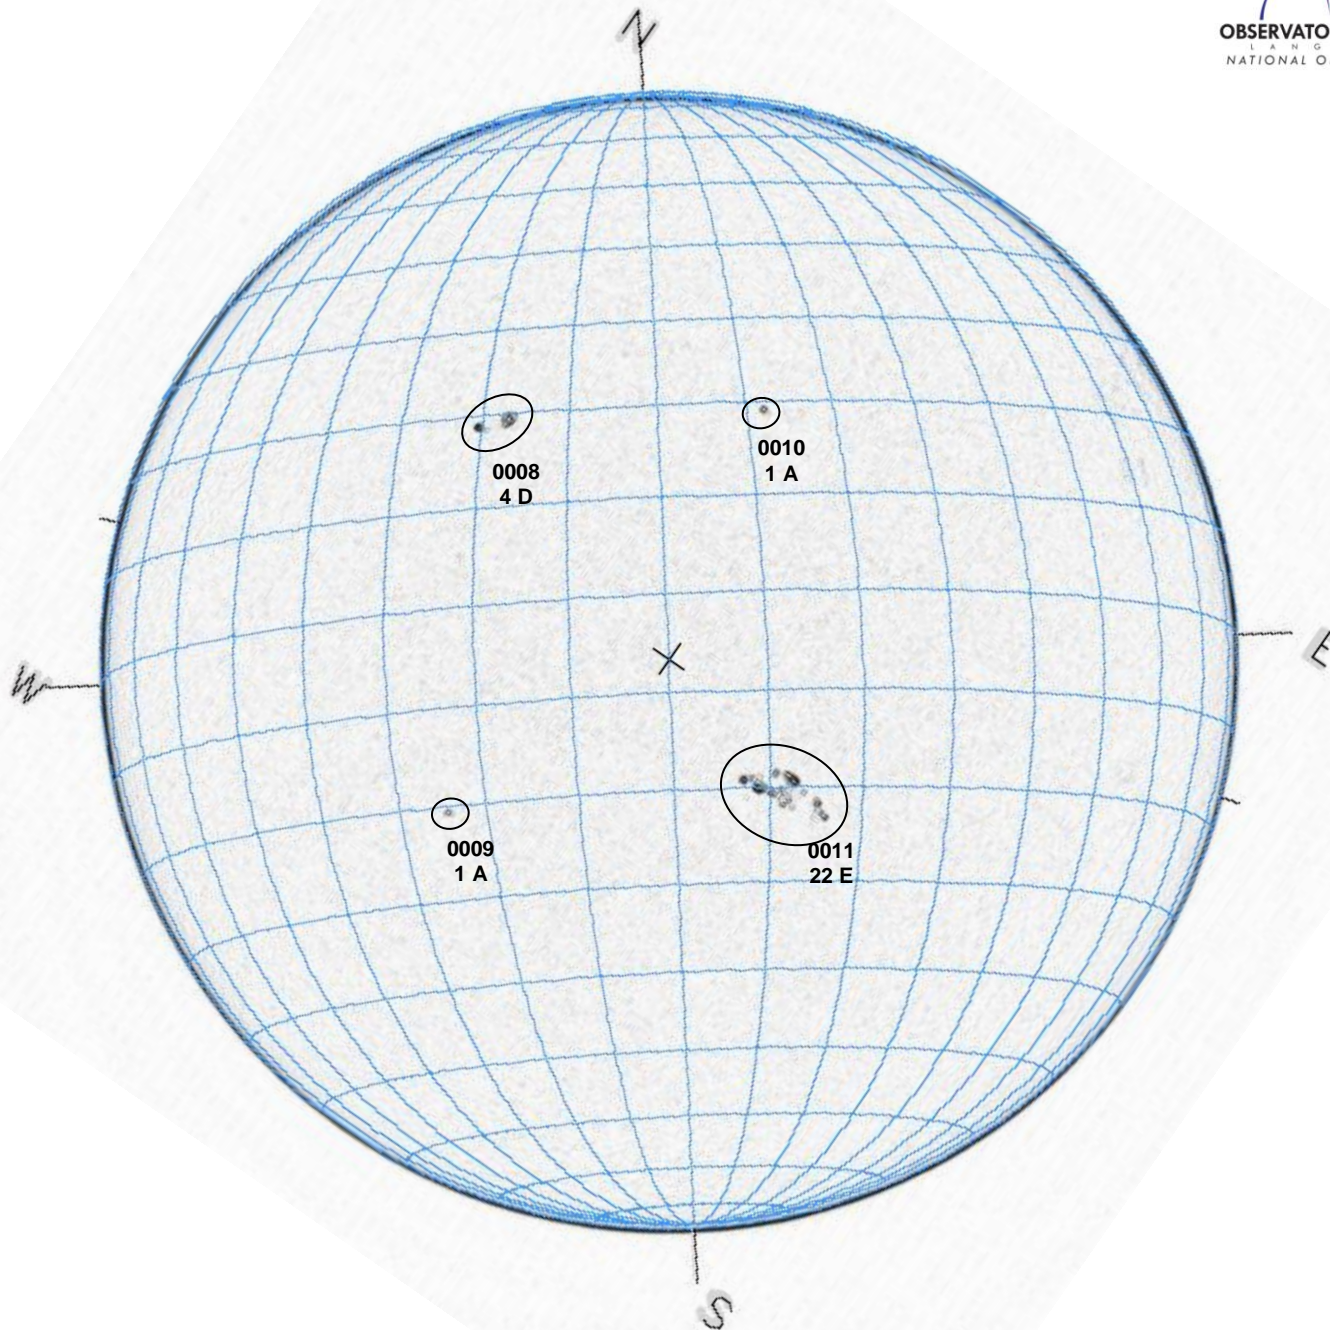 N
OBSERVATO
L A N G
NATIONAL O
0008
4 D
0010
1 A
W
E
0009
1 A
0011
22 E
S